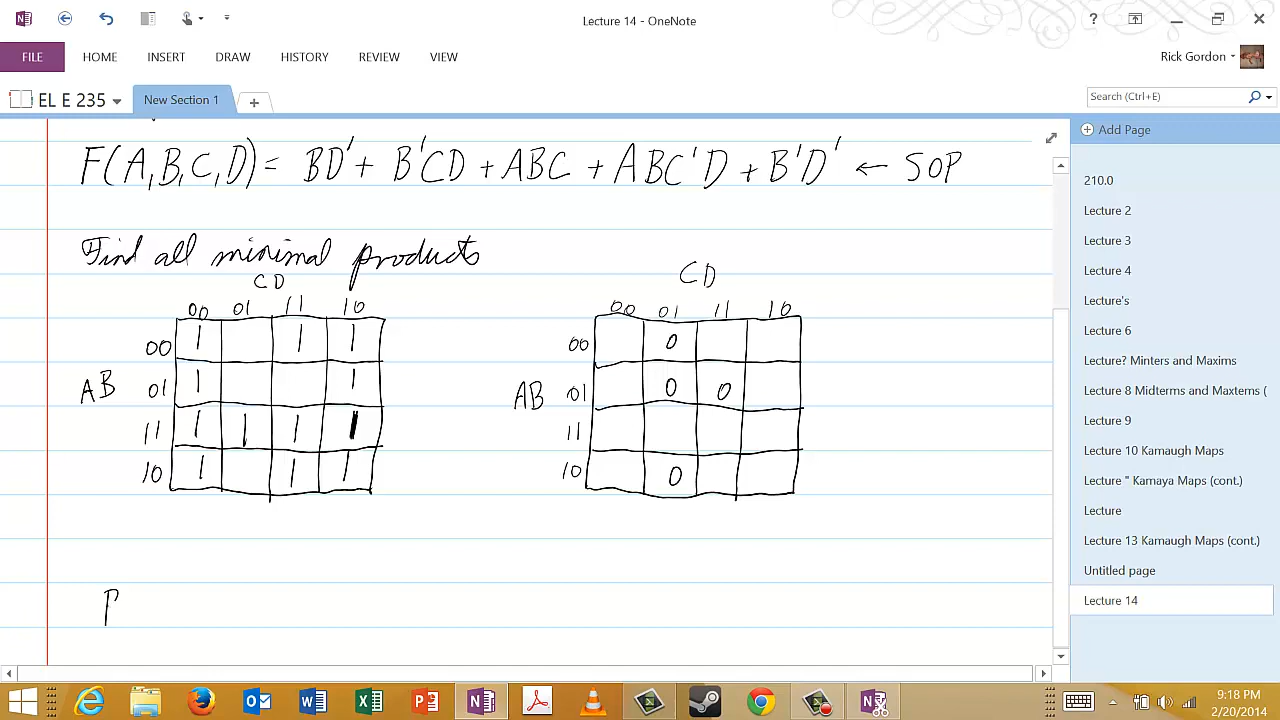 Lecture 14 - OneNote
?
FILE HOME INSERT DRAW HISTORY REVIEW VIEW
Rick Gordon
EL E 235 New Section 1 +
Search (Ctrl+E)
Add Page
210.0
Lecture 2
Lecture 3
Lecture 4
Lecture's
Lecture 6
Lecture? Minters and Maxims
Lecture 8 Midterms and Maxtems (
Lecture 9
Lecture 10 Kamaugh Maps
Lecture " Kamaya Maps (cont.)
Lecture
Lecture 13 Kamaugh Maps (cont.)
Untitled page
Lecture 14
F(A,B,C,D) = BD' + B'CD + ABC + ABC'D + B'D' ← SOP
Find all minimal products
CD
00 01 11 10
00 1 1 1
AB 01 1 1
11 1 1 1 1
10 1 1 1
CD
00 01 11 10
00 0
AB 01 0 0
11
10 0
9:18 PM
2/20/2014